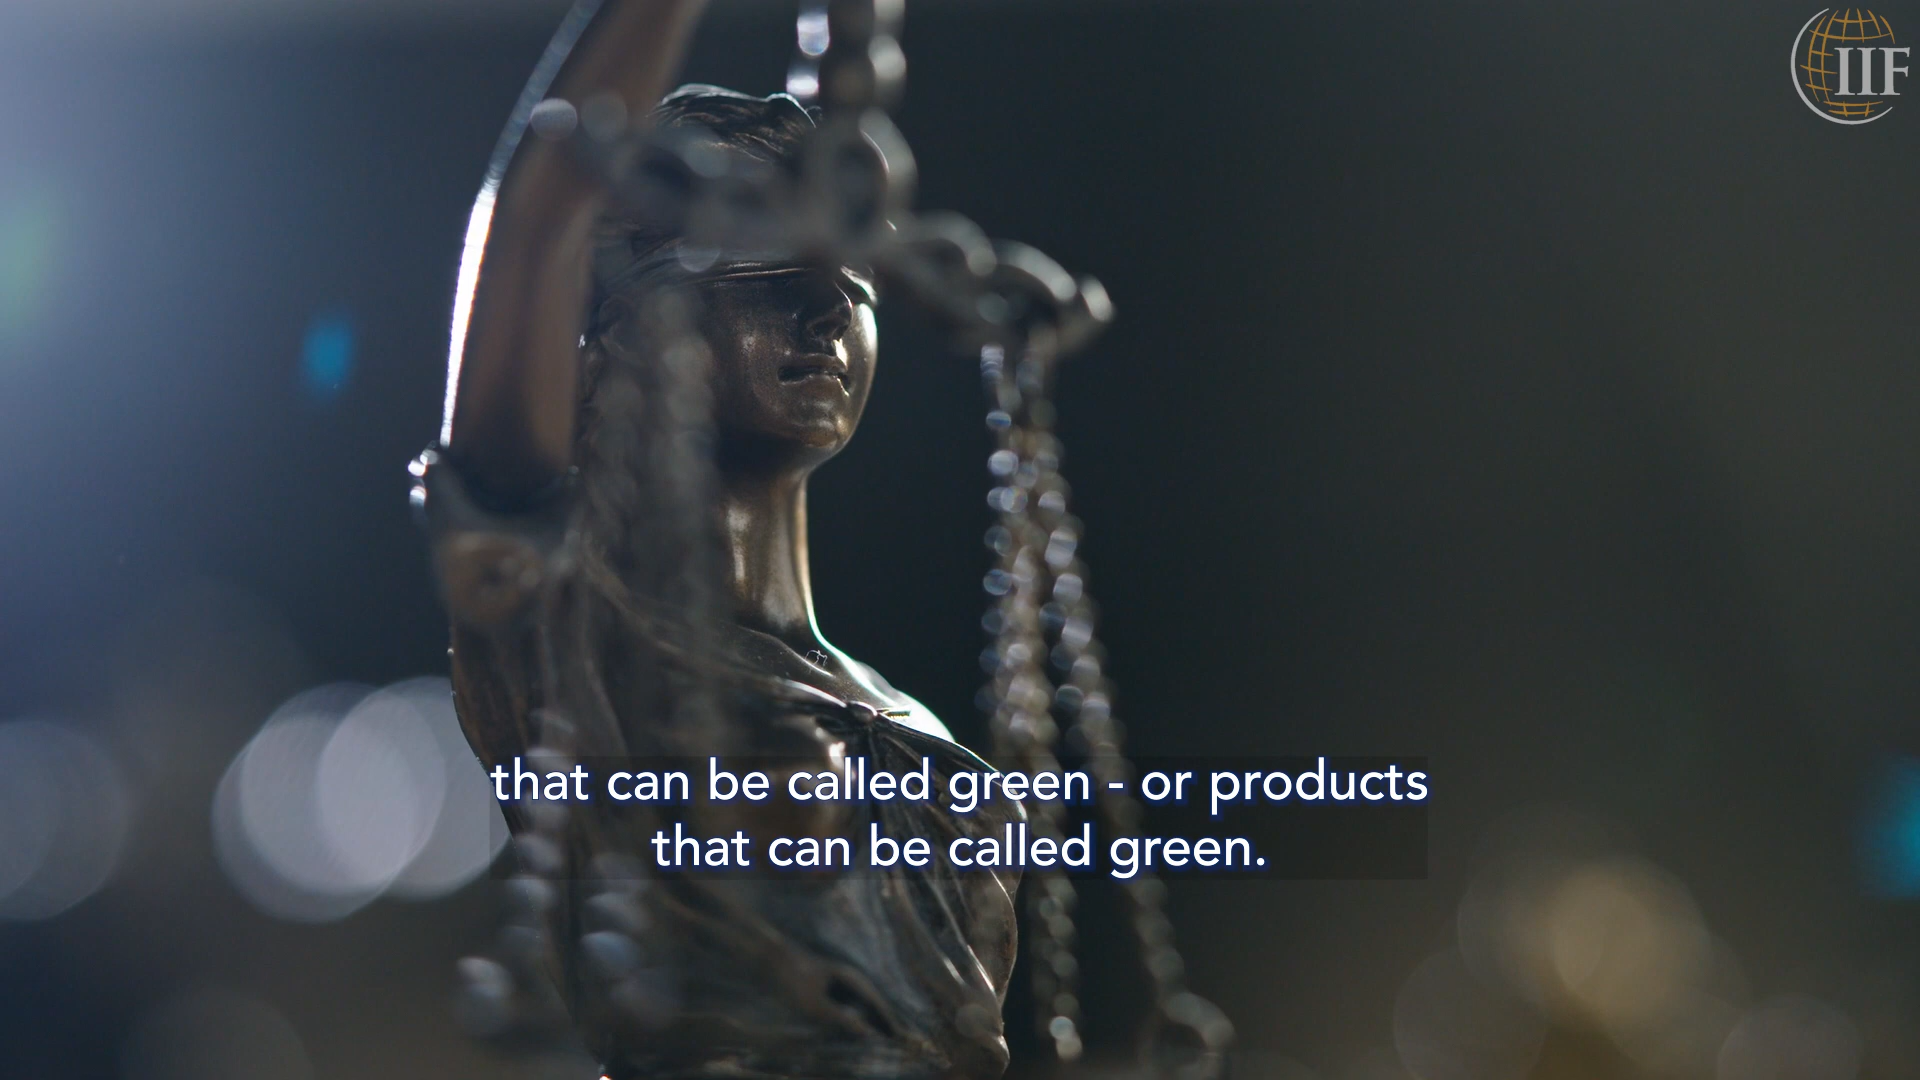 IIF
that can be called green - or products
that can be called green.